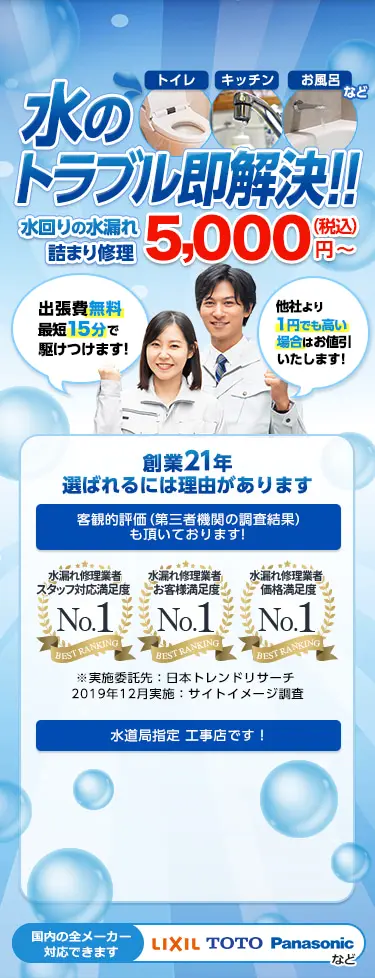 トイレ キッチン お風呂 など
水の
トラブル即解決!!
水回りの水漏れ
詰まり修理
5,000円〜(税込)
出張費無料
最短15分で
駆けつけます!
他社より
1円でも高い
場合はお値引
いたします!
創業21年
選ばれるには理由があります
客観的評価(第三者機関の調査結果)
も頂いております!
水漏れ修理業者
スタッフ対応満足度
No.1
BEST RANKING
水漏れ修理業者
お客様満足度
No.1
BEST RANKING
水漏れ修理業者
価格満足度
No.1
BEST RANKING
※実施委託先：日本トレンドリサーチ
2019年12月実施：サイトイメージ調査
水道局指定 工事店です！
国内の全メーカー
対応できます
LIXIL TOTO Panasonic
など